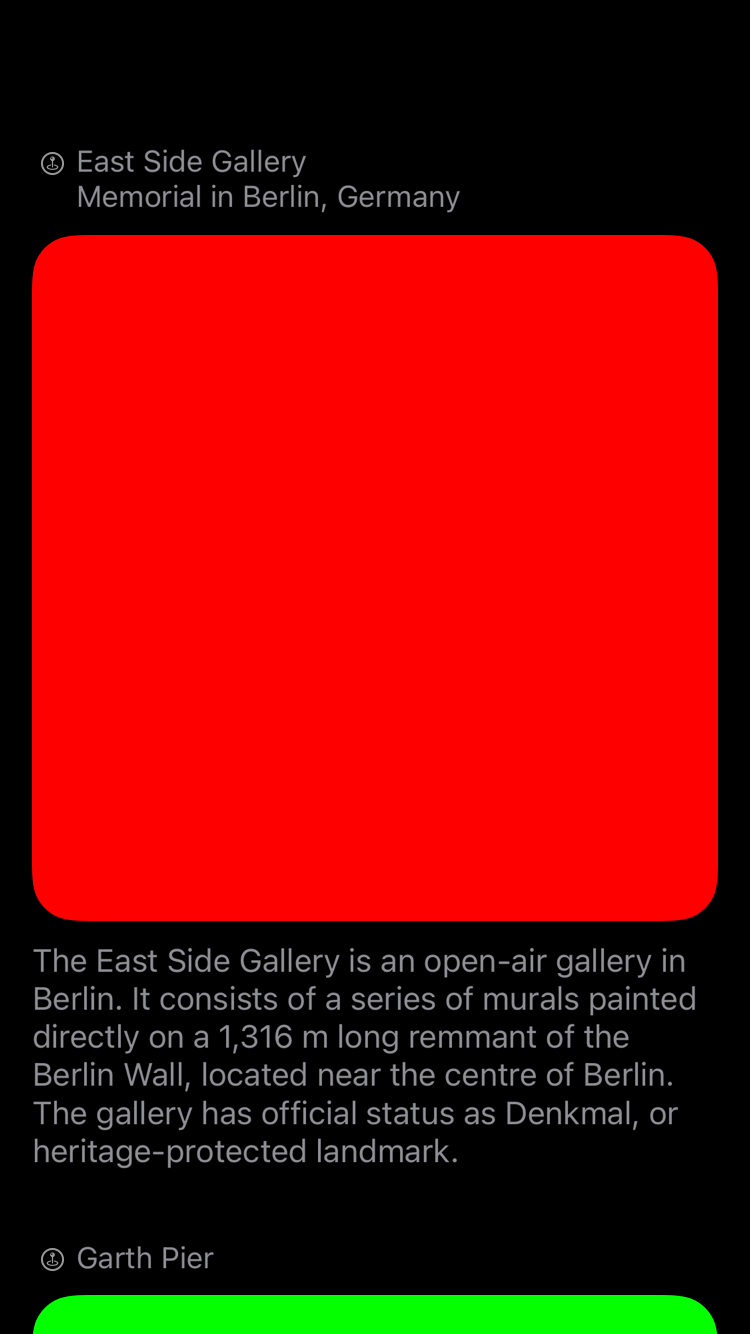 East Side Gallery
Memorial in Berlin, Germany
The East Side Gallery is an open-air gallery in
Berlin. It consists of a series of murals painted
directly on a 1,316 m long remnant of the
Berlin Wall, located near the centre of Berlin.
The gallery has official status as Denkmal, or
heritage-protected landmark.
Garth Pier